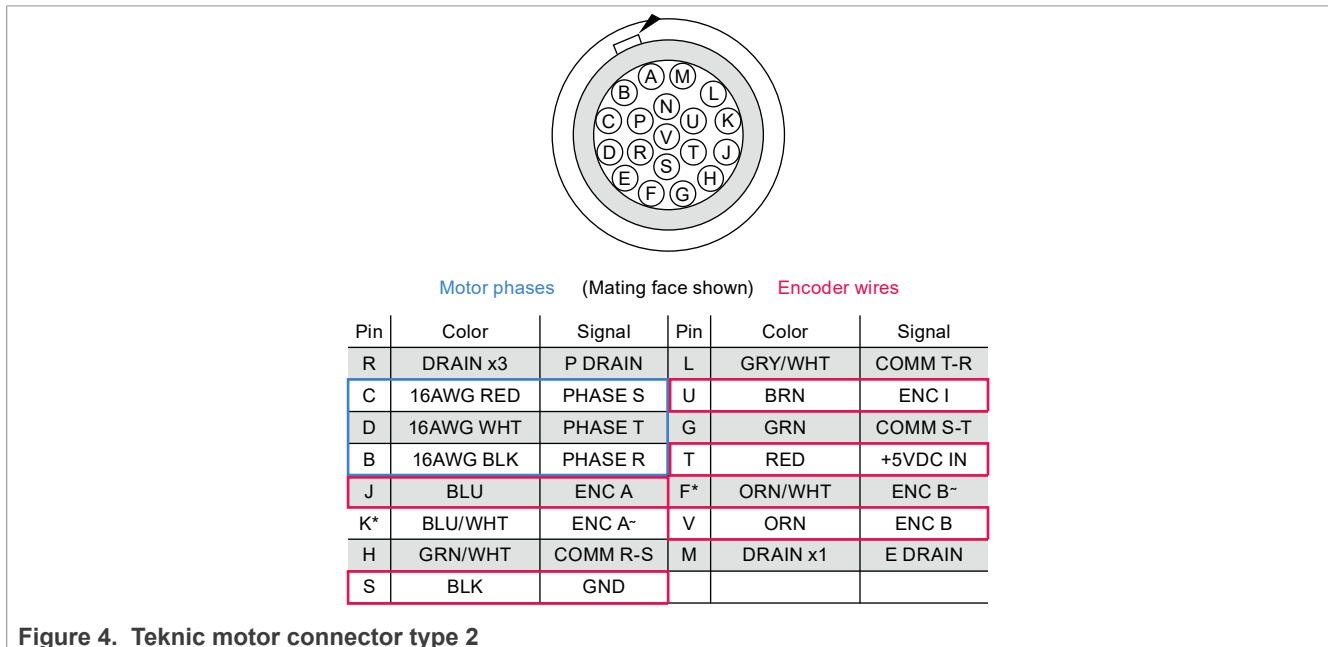 A M
B L
N
C P U K
V
D R T J
S
E H
F G
Motor phases (Mating face shown) Encoder wires
Pin Color Signal Pin Color Signal
R DRAIN x3 P DRAIN L GRY/WHT COMM T-R
C 16AWG RED PHASE S U BRN ENC I
D 16AWG WHT PHASE T G GRN COMM S-T
B 16AWG BLK PHASE R T RED +5VDC IN
J BLU ENC A F* ORN/WHT ENC B~
K* BLU/WHT ENC A~ V ORN ENC B
H GRN/WHT COMM R-S M DRAIN x1 E DRAIN
S BLK GND
Figure 4. Teknic motor connector type 2